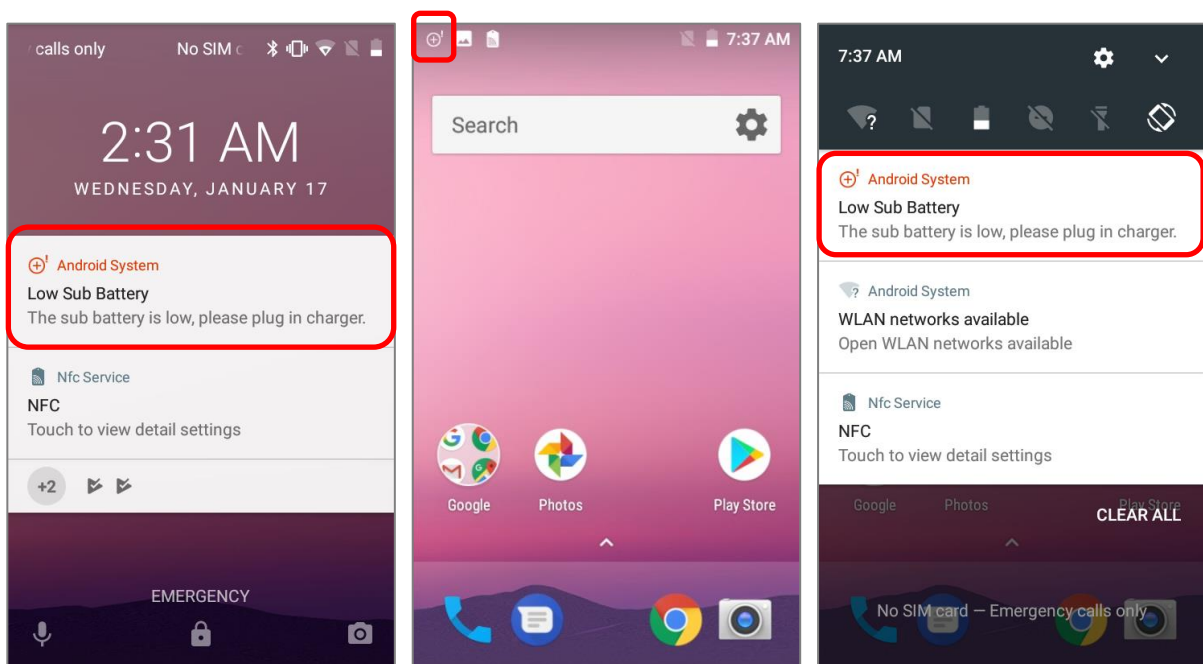 calls only No SIM c
2:31 AM
WEDNESDAY, JANUARY 17
Android System
Low Sub Battery
The sub battery is low, please plug in charger.
Nfc Service
NFC
Touch to view detail settings
+2
EMERGENCY
7:37 AM
Search
Google Photos Play Store
7:37 AM
Android System
Low Sub Battery
The sub battery is low, please plug in charger.
Android System
WLAN networks available
Open WLAN networks available
Nfc Service
NFC
Touch to view detail settings
Google Photos Play Store
CLEAR ALL
No SIM card — Emergency calls only